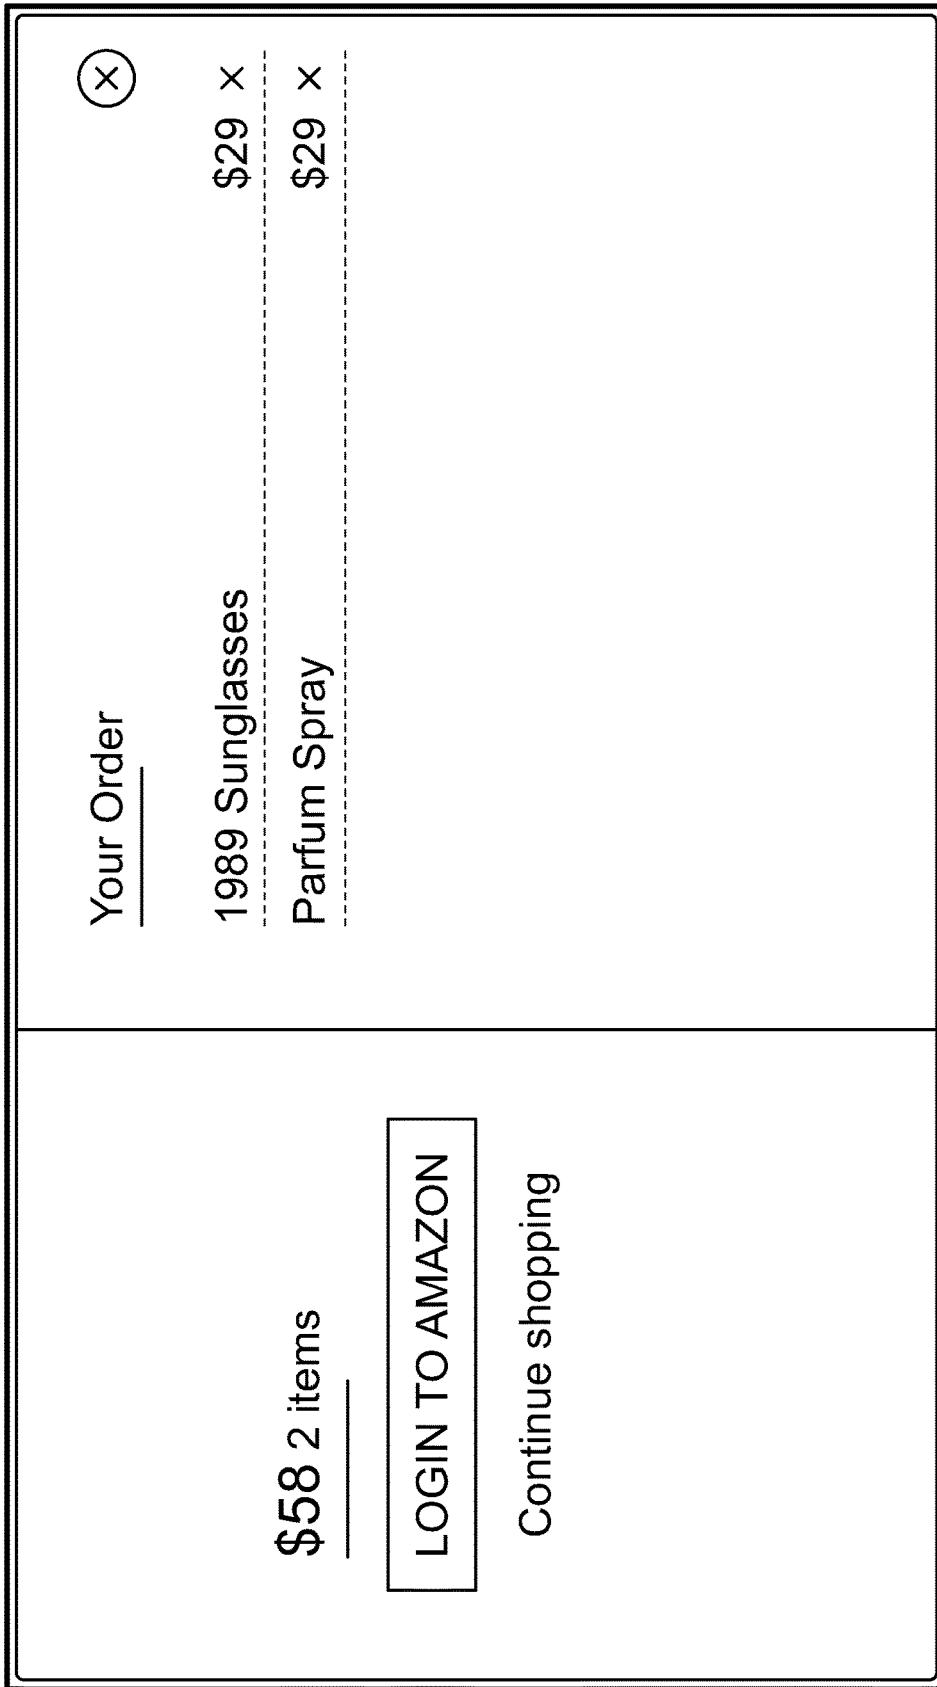 $58 2 items
LOGIN TO AMAZON
Continue shopping
Your Order
1989 Sunglasses $29 ×
Parfum Spray $29 ×